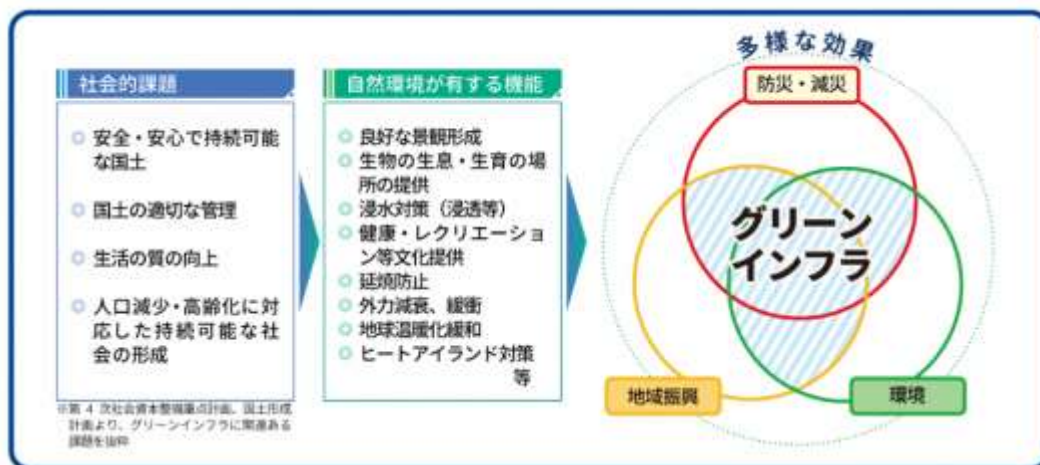 社会的課題
安全・安心で持続可能
な国土
国土の適切な管理
生活の質の向上
人口減少・高齢化に対
応した持続可能な社
会の形成
※第 4 次社会資本整備重点計画、国土形成
計画より、グリーンインフラに関連ある
課題を抜粋
自然環境が有する機能
良好な景観形成
生物の生息・生育の場
所の提供
浸水対策（浸透等）
健康・レクリエーショ
ン等文化提供
延焼防止
外力減衰、緩衝
地球温暖化緩和
ヒートアイランド対策
等
多様な効果
防災・減災
グリーン
インフラ
地域振興
環境